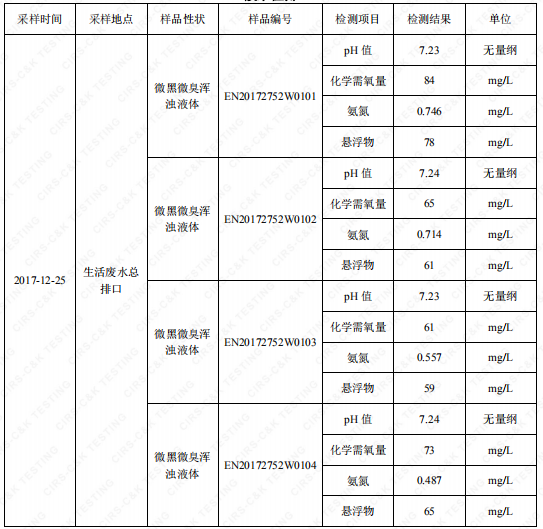 采样时间 采样地点 样品性状 样品编号 检测项目 检测结果 单位
2017-12-25
生活废水总
排口
微黑微臭浑
浊液体
EN20172752W0101
pH 值 7.23 无量纲
化学需氧量 84 mg/L
氨氮 0.746 mg/L
悬浮物 78 mg/L
微黑微臭浑
浊液体
EN20172752W0102
pH 值 7.24 无量纲
化学需氧量 65 mg/L
氨氮 0.714 mg/L
悬浮物 61 mg/L
微黑微臭浑
浊液体
EN20172752W0103
pH 值 7.23 无量纲
化学需氧量 61 mg/L
氨氮 0.557 mg/L
悬浮物 59 mg/L
微黑微臭浑
浊液体
EN20172752W0104
pH 值 7.24 无量纲
化学需氧量 73 mg/L
氨氮 0.487 mg/L
悬浮物 65 mg/L
CIRS-C&K TESTING